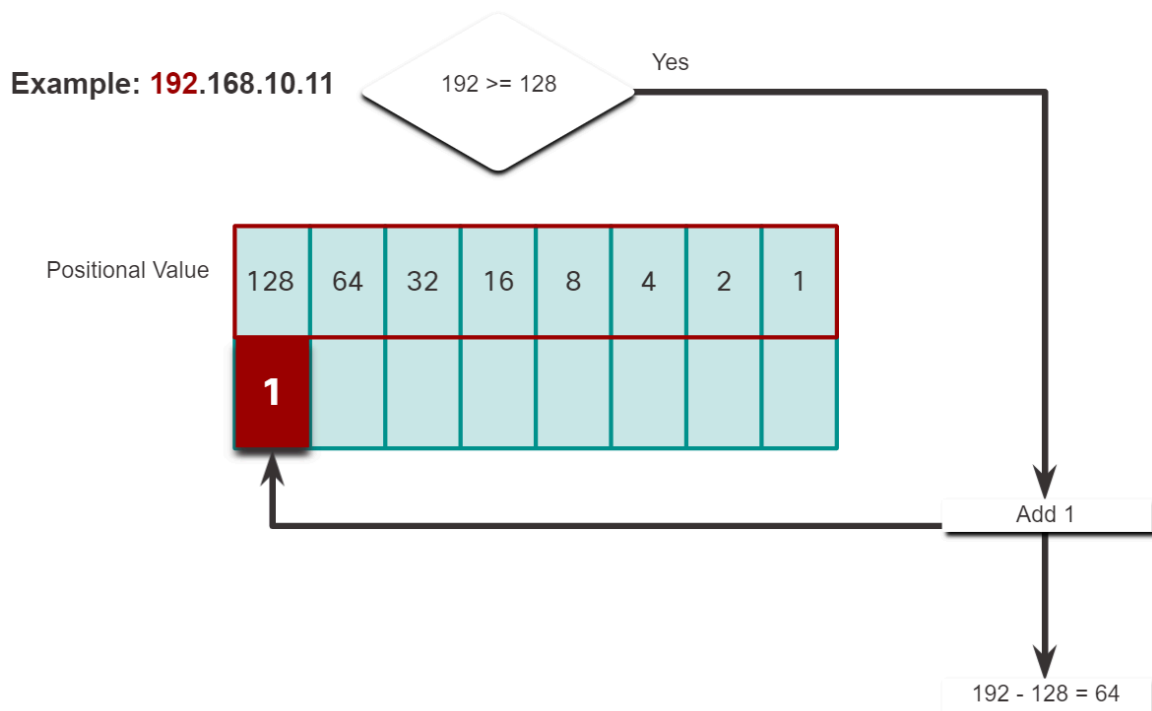 Example: 192.168.10.11
192 >= 128
Yes
Positional Value
128 64 32 16 8 4 2 1
1
Add 1
192 - 128 = 64